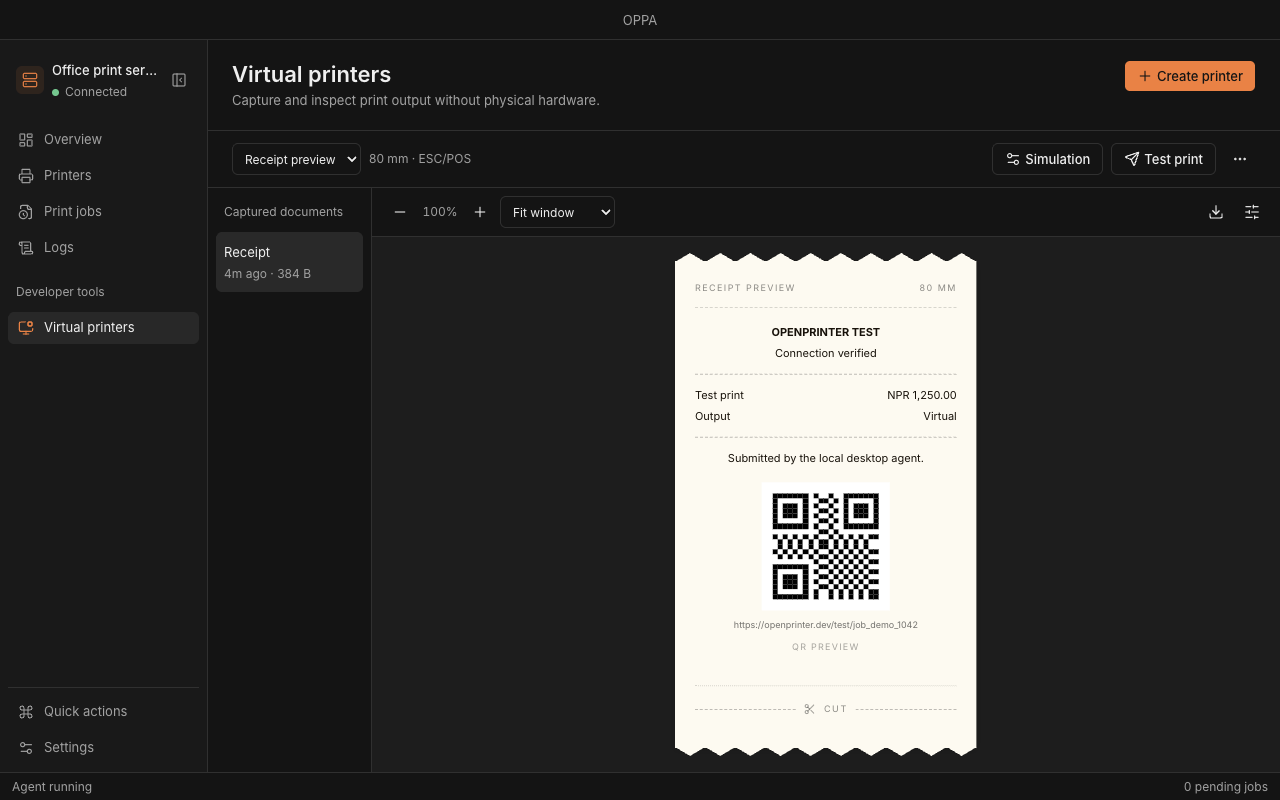 OPPA
Office print ser...
Connected
Overview
Printers
Print jobs
Logs
Developer tools
Virtual printers
Quick actions
Settings
Virtual printers
Capture and inspect print output without physical hardware.
Create printer
Receipt preview
80 mm · ESC/POS
Simulation
Test print
Captured documents
Receipt
4m ago · 384 B
100%
Fit window
RECEIPT PREVIEW 80 MM
OPENPRINTER TEST
Connection verified
Test print NPR 1,250.00
Output Virtual
Submitted by the local desktop agent.
https://openprinter.dev/test/job_demo_1042
QR PREVIEW
CUT
Agent running
0 pending jobs